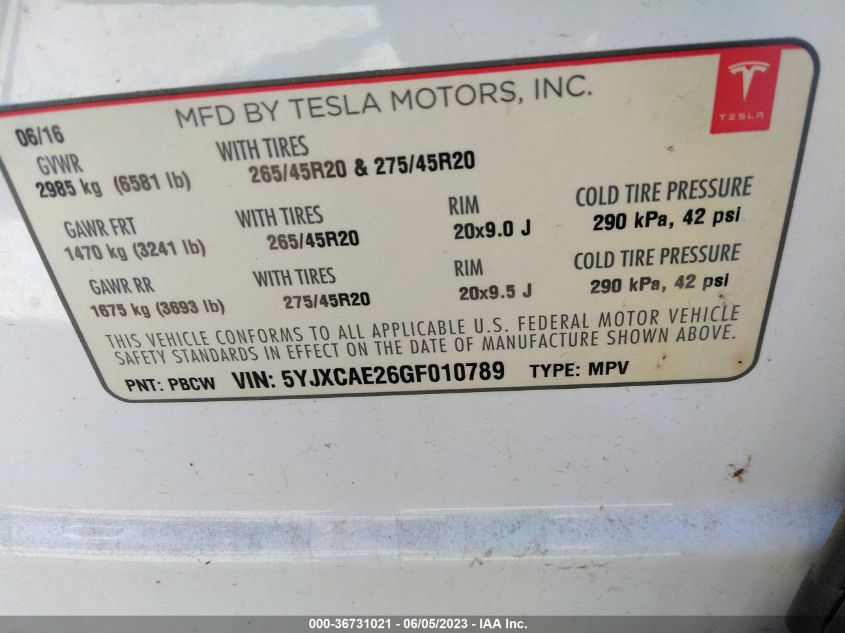 MFD BY TESLA MOTORS, INC.
TESLA
06/16
GVWR WITH TIRES
2985 kg (6581 lb) 265/45R20 & 275/45R20
GAWR FRT WITH TIRES RIM COLD TIRE PRESSURE
1470 kg (3241 lb) 265/45R20 20x9.0 J 290 kPa, 42 psi
GAWR RR WITH TIRES RIM COLD TIRE PRESSURE
1675 kg (3693 lb) 275/45R20 20x9.5 J 290 kPa, 42 psi
THIS VEHICLE CONFORMS TO ALL APPLICABLE U.S. FEDERAL MOTOR VEHICLE
SAFETY STANDARDS IN EFFECT ON THE DATE OF MANUFACTURE SHOWN ABOVE.
PNT: PBCW VIN: 5YJXCAE26GF010789 TYPE: MPV
000-36731021 - 06/05/2023 - IAA Inc.